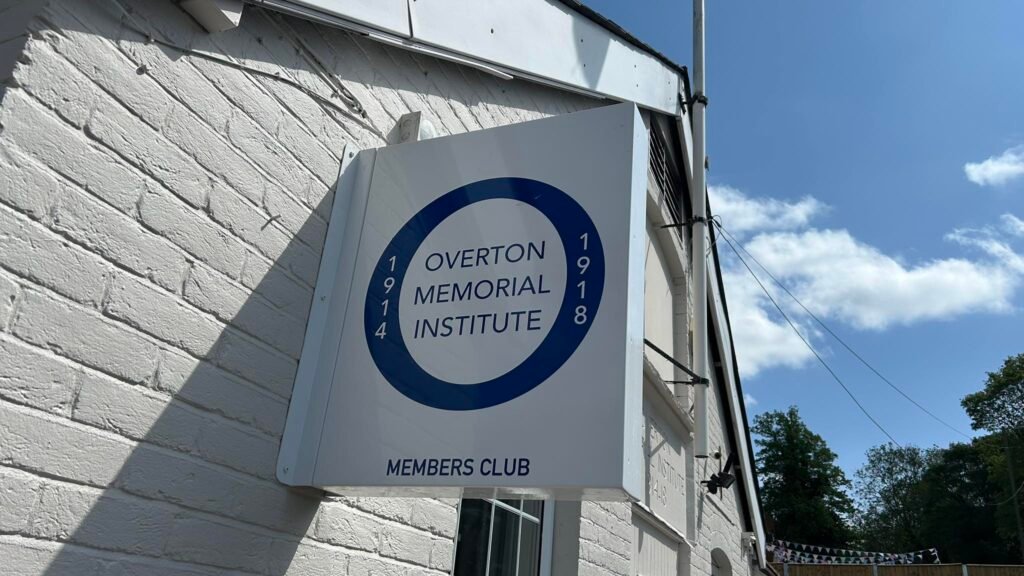 1914
OVERTON
MEMORIAL
INSTITUTE
1918
MEMBERS CLUB